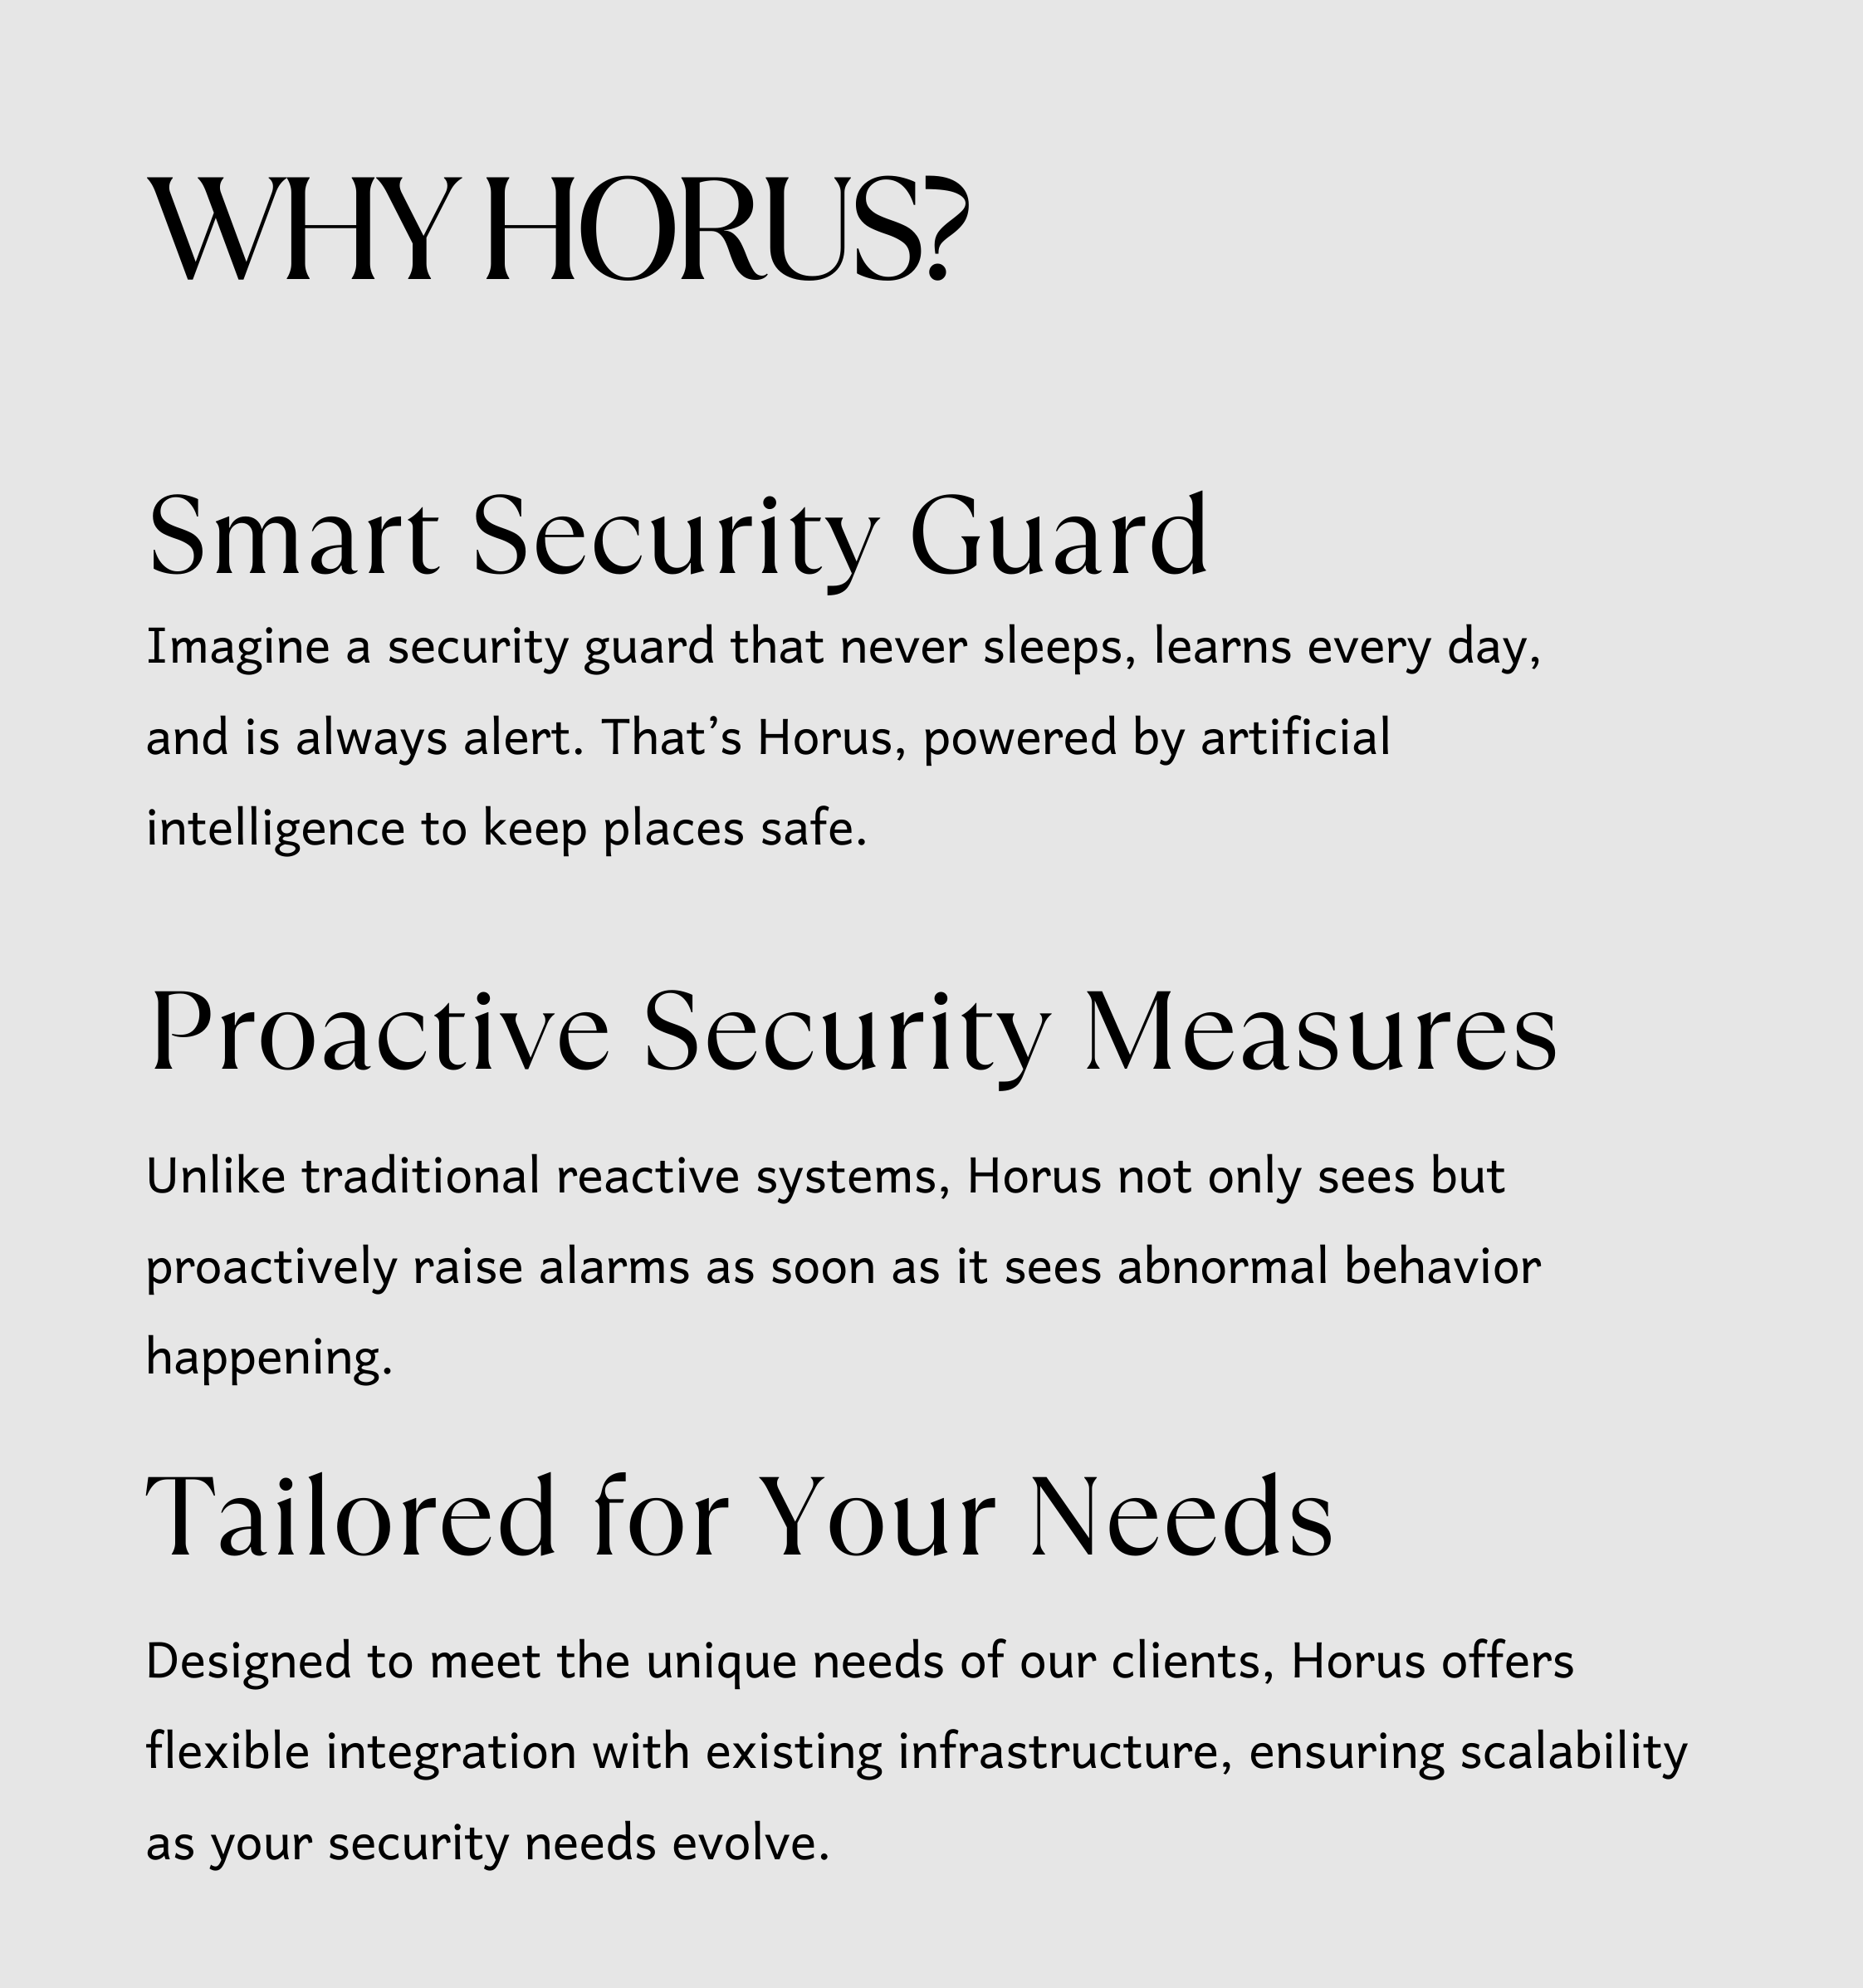 WHY HORUS?
Smart Security Guard
Imagine a security guard that never sleeps, learns every day,
and is always alert. That’s Horus, powered by artificial
intelligence to keep places safe.
Proactive Security Measures
Unlike traditional reactive systems, Horus not only sees but
proactively raise alarms as soon as it sees abnormal behavior
happening.
Tailored for Your Needs
Designed to meet the unique needs of our clients, Horus offers
flexible integration with existing infrastructure, ensuring scalability
as your security needs evolve.